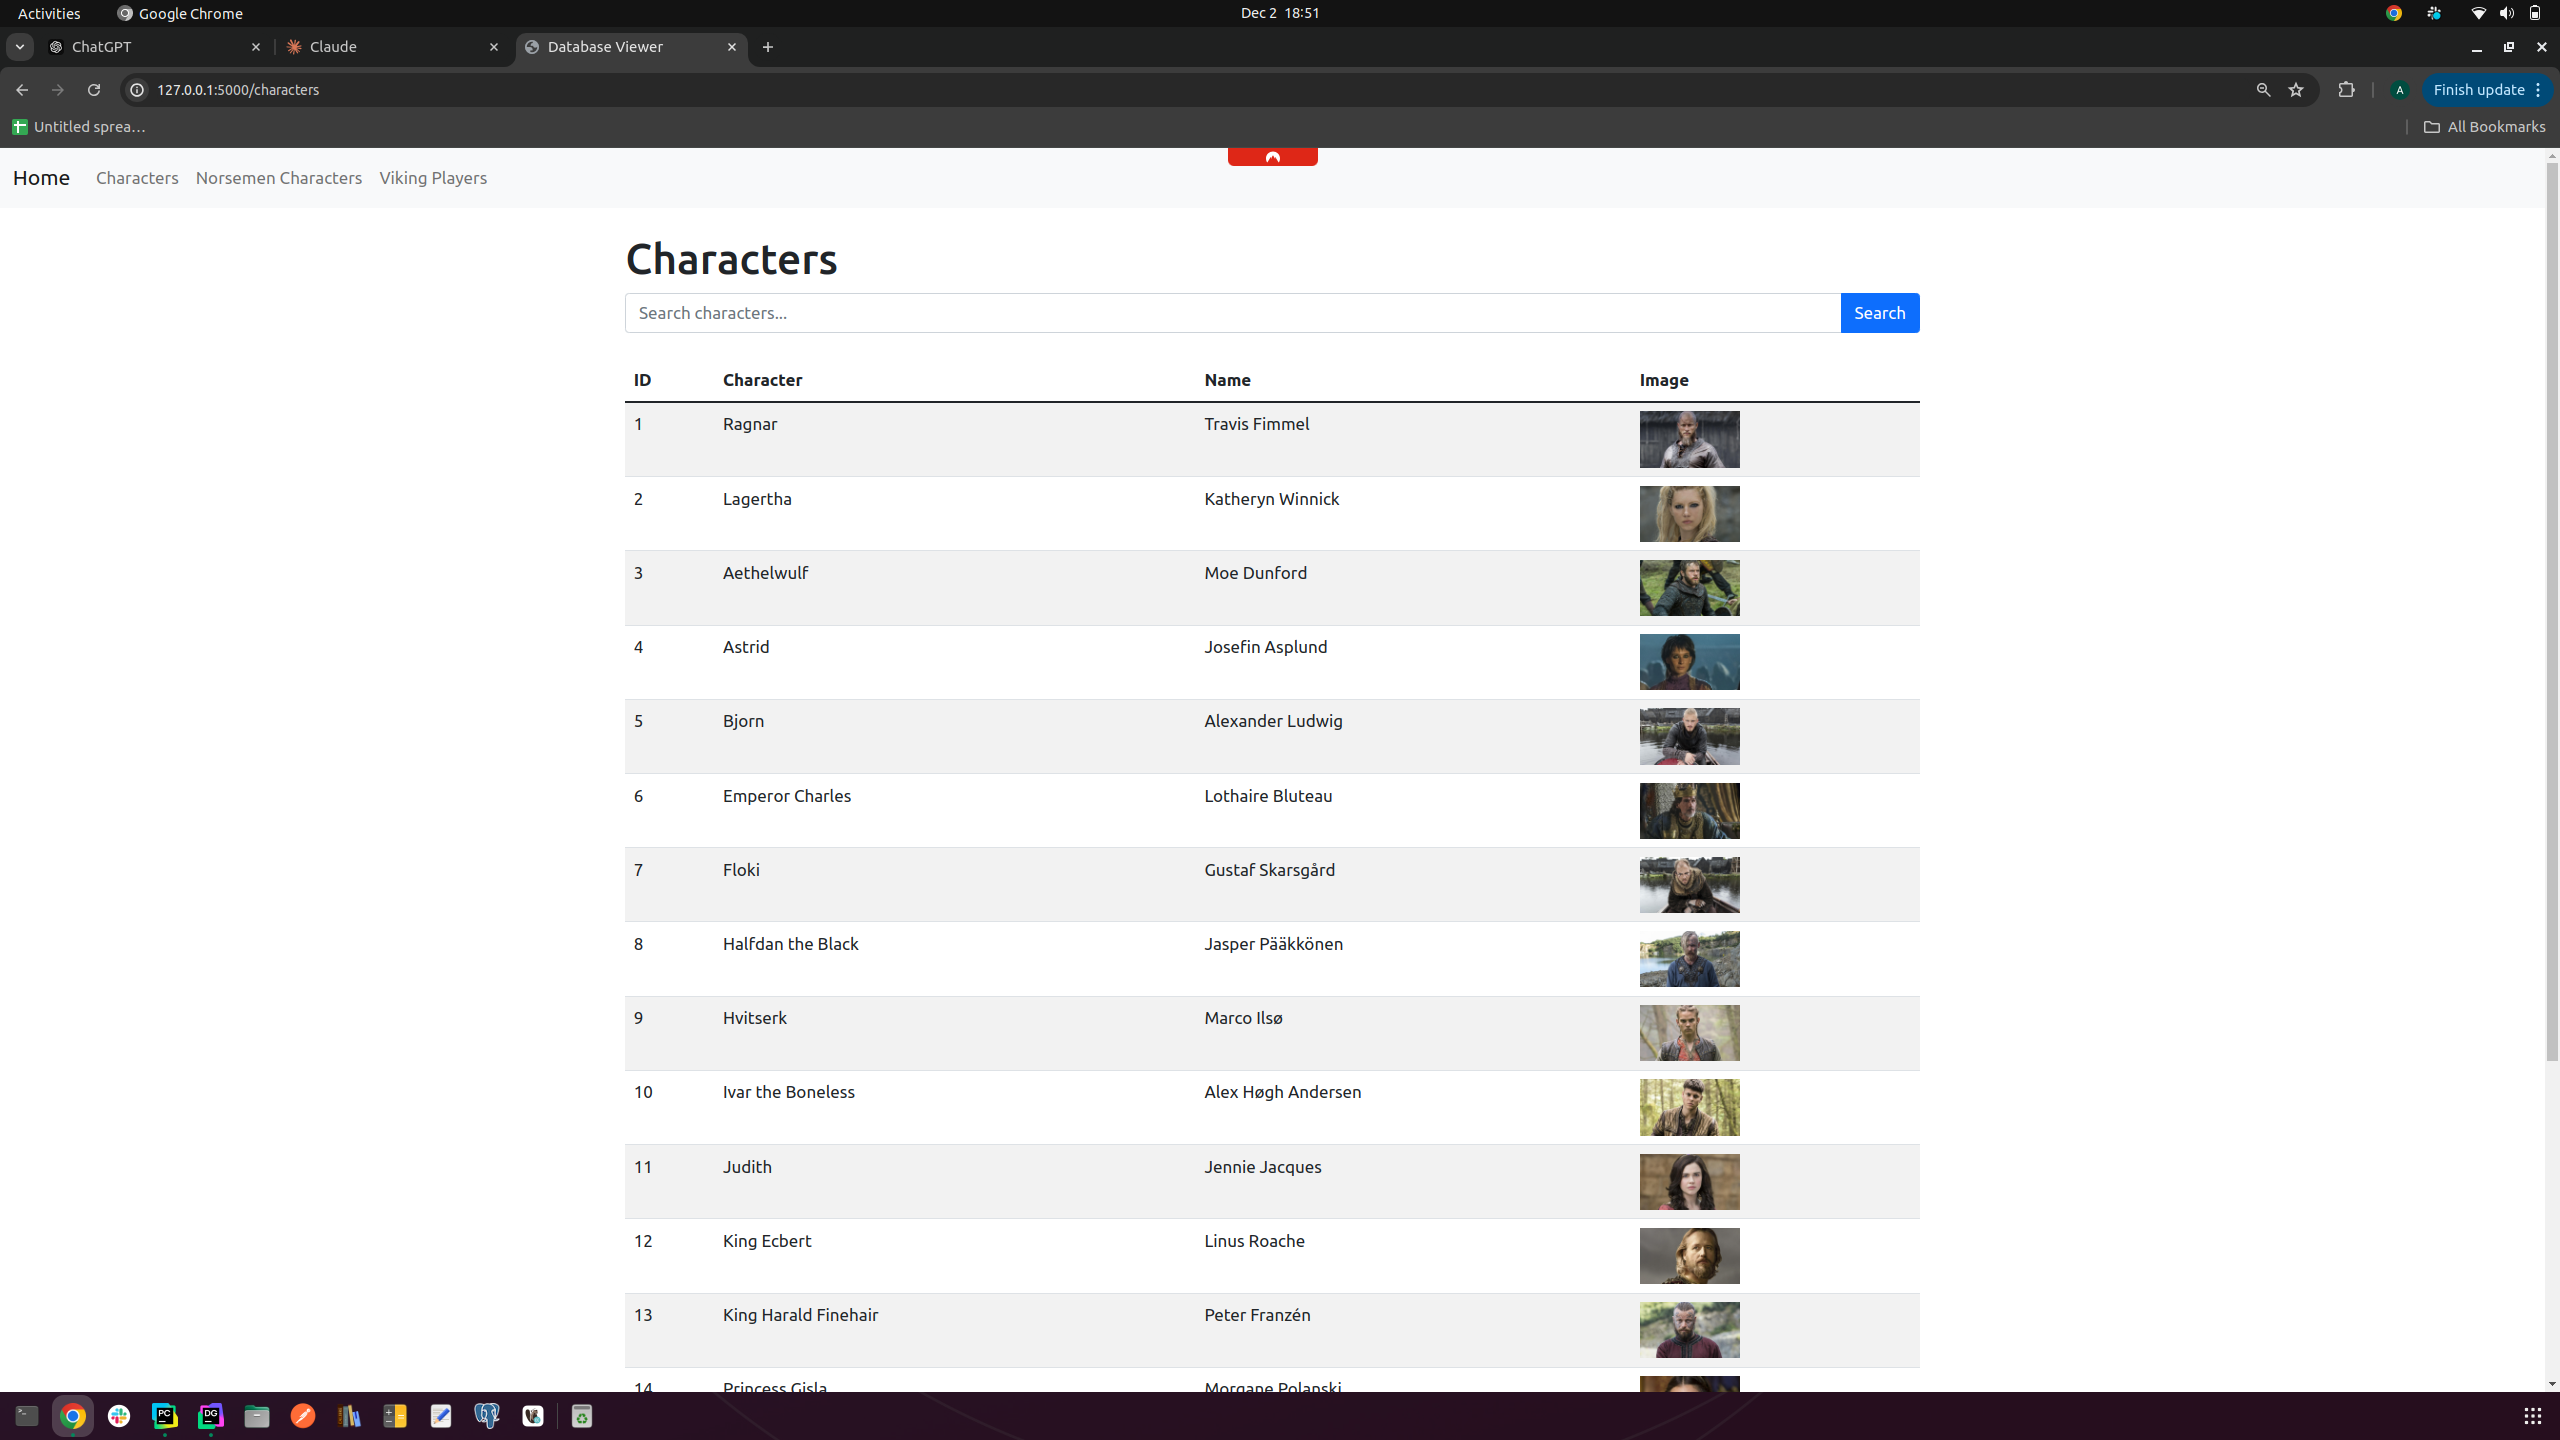 Activities Google Chrome Dec 2 18:51
ChatGPT Claude Database Viewer
127.0.0.1:5000/characters A Finish update
Untitled sprea… All Bookmarks
Home Characters Norsemen Characters Viking Players
Characters
Search characters... Search
ID Character Name Image
1 Ragnar Travis Fimmel
2 Lagertha Katheryn Winnick
3 Aethelwulf Moe Dunford
4 Astrid Josefin Asplund
5 Bjorn Alexander Ludwig
6 Emperor Charles Lothaire Bluteau
7 Floki Gustaf Skarsgård
8 Halfdan the Black Jasper Pääkkönen
9 Hvitserk Marco Ilsø
10 Ivar the Boneless Alex Høgh Andersen
11 Judith Jennie Jacques
12 King Ecbert Linus Roache
13 King Harald Finehair Peter Franzén
14 Princess Gisla Morgane Polanski
PC DG